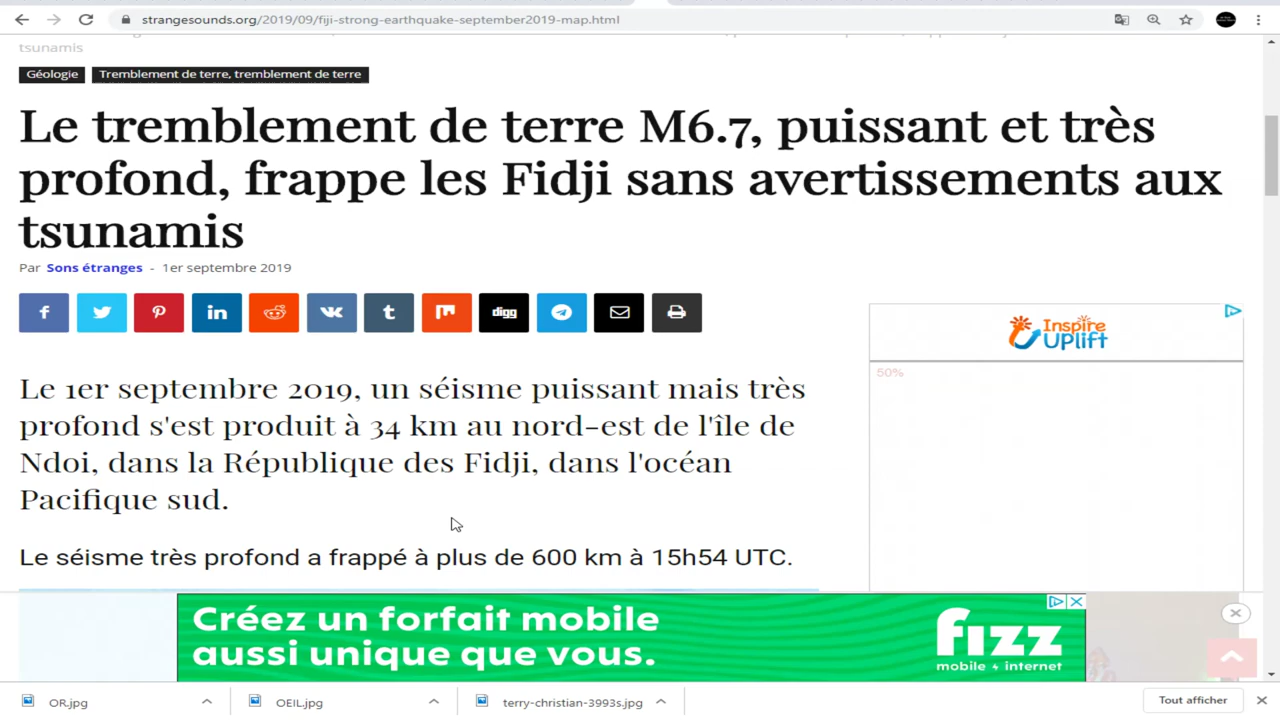 strangesounds.org/2019/09/fiji-strong-earthquake-september2019-map.html
tsunamis
Géologie
Tremblement de terre, tremblement de terre
Le tremblement de terre M6.7, puissant et très
profond, frappe les Fidji sans avertissements aux
tsunamis
Par Sons étranges - 1er septembre 2019
f
in
t
digg
Inspire
Uplift
50%
Le 1er septembre 2019, un séisme puissant mais très
profond s'est produit à 34 km au nord-est de l'île de
Ndoi, dans la République des Fidji, dans l'océan
Pacifique sud.
Le séisme très profond a frappé à plus de 600 km à 15h54 UTC.
Créez un forfait mobile
aussi unique que vous.
fizz
mobile internet
OR.jpg
OEIL.jpg
terry-christian-3993s.jpg
Tout afficher